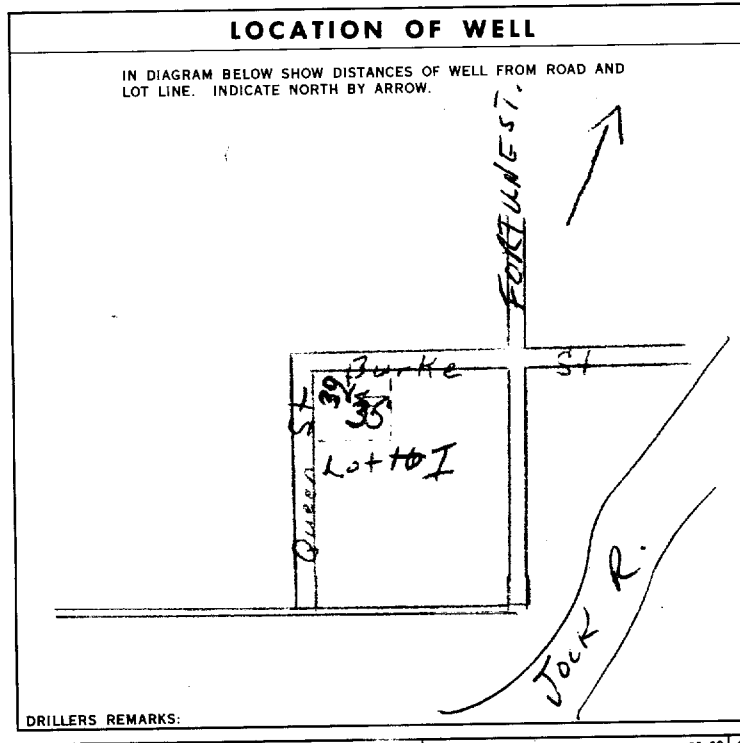 LOCATION OF WELL
IN DIAGRAM BELOW SHOW DISTANCES OF WELL FROM ROAD AND
LOT LINE. INDICATE NORTH BY ARROW.
FORTUNE ST.
Burke St
39'
35'
Queen St
Lot I
JOCK R.
DRILLERS REMARKS: